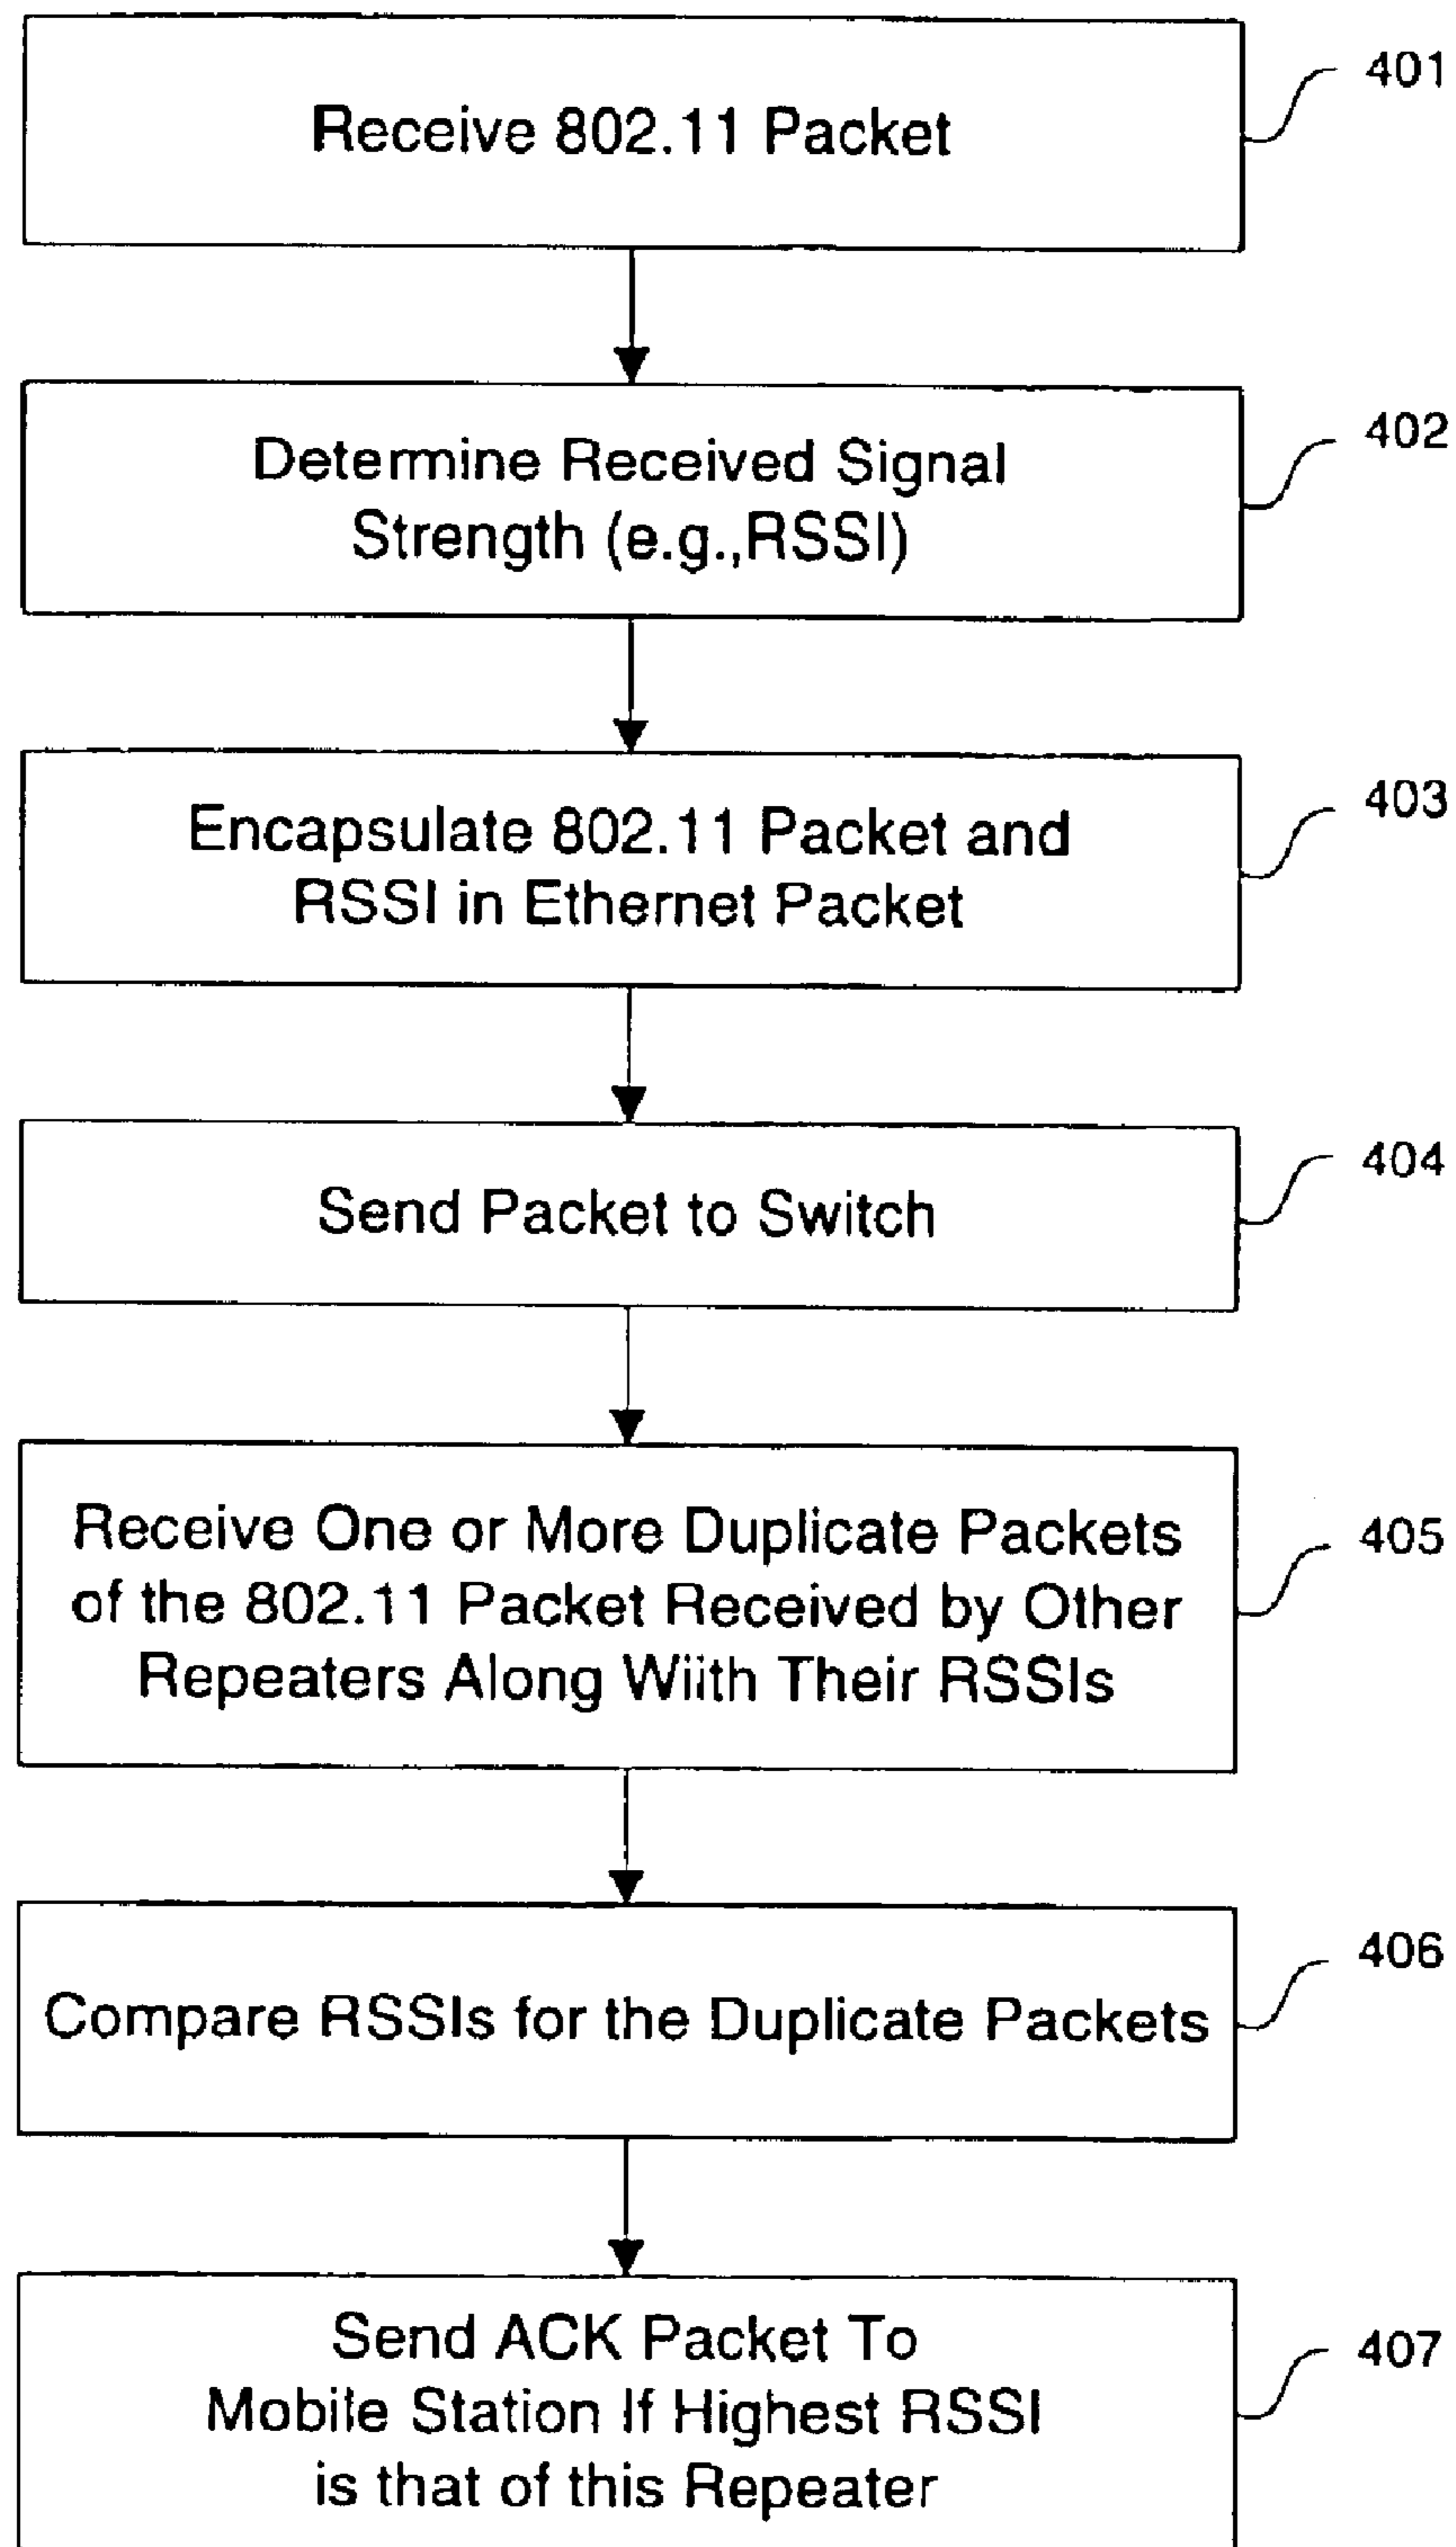 Receive 802.11 Packet
401
Determine Received Signal
Strength (e.g.,RSSI)
402
Encapsulate 802.11 Packet and
RSSI in Ethernet Packet
403
Send Packet to Switch
404
Receive One or More Duplicate Packets
of the 802.11 Packet Received by Other
Repeaters Along Wiith Their RSSIs
405
Compare RSSIs for the Duplicate Packets
406
Send ACK Packet To
Mobile Station If Highest RSSI
is that of this Repeater
407